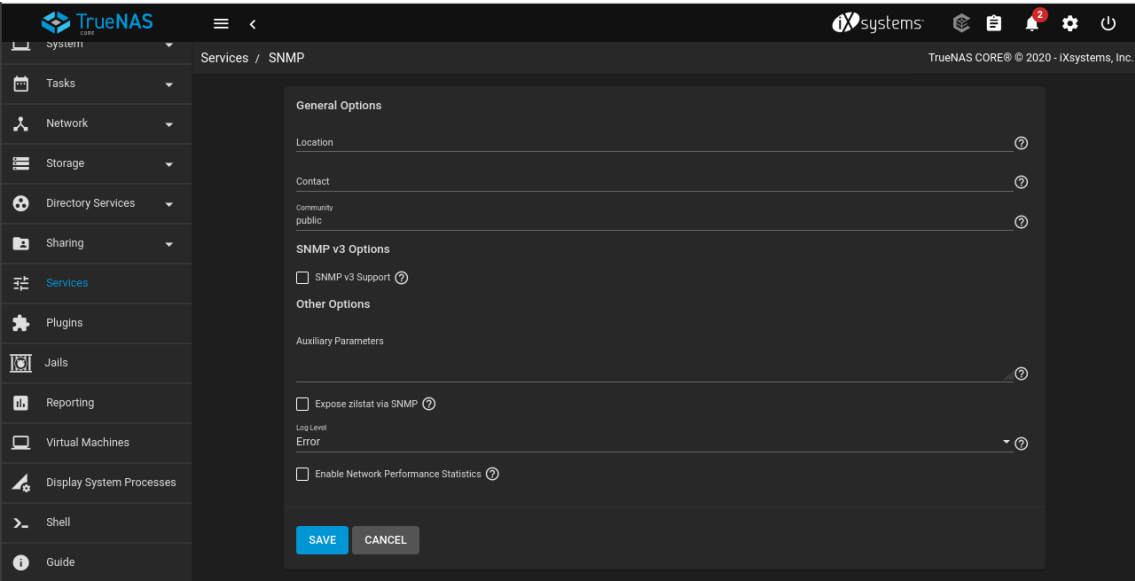 TrueNAS
CORE
iXsystems
2
System
Services / SNMP
TrueNAS CORE® © 2020 - iXsystems, Inc.
Tasks
Network
Storage
Directory Services
Sharing
Services
Plugins
Jails
Reporting
Virtual Machines
Display System Processes
Shell
Guide
General Options
Location
Contact
Community
public
SNMP v3 Options
SNMP v3 Support
Other Options
Auxiliary Parameters
Expose zilstat via SNMP
Log Level
Error
Enable Network Performance Statistics
SAVE
CANCEL